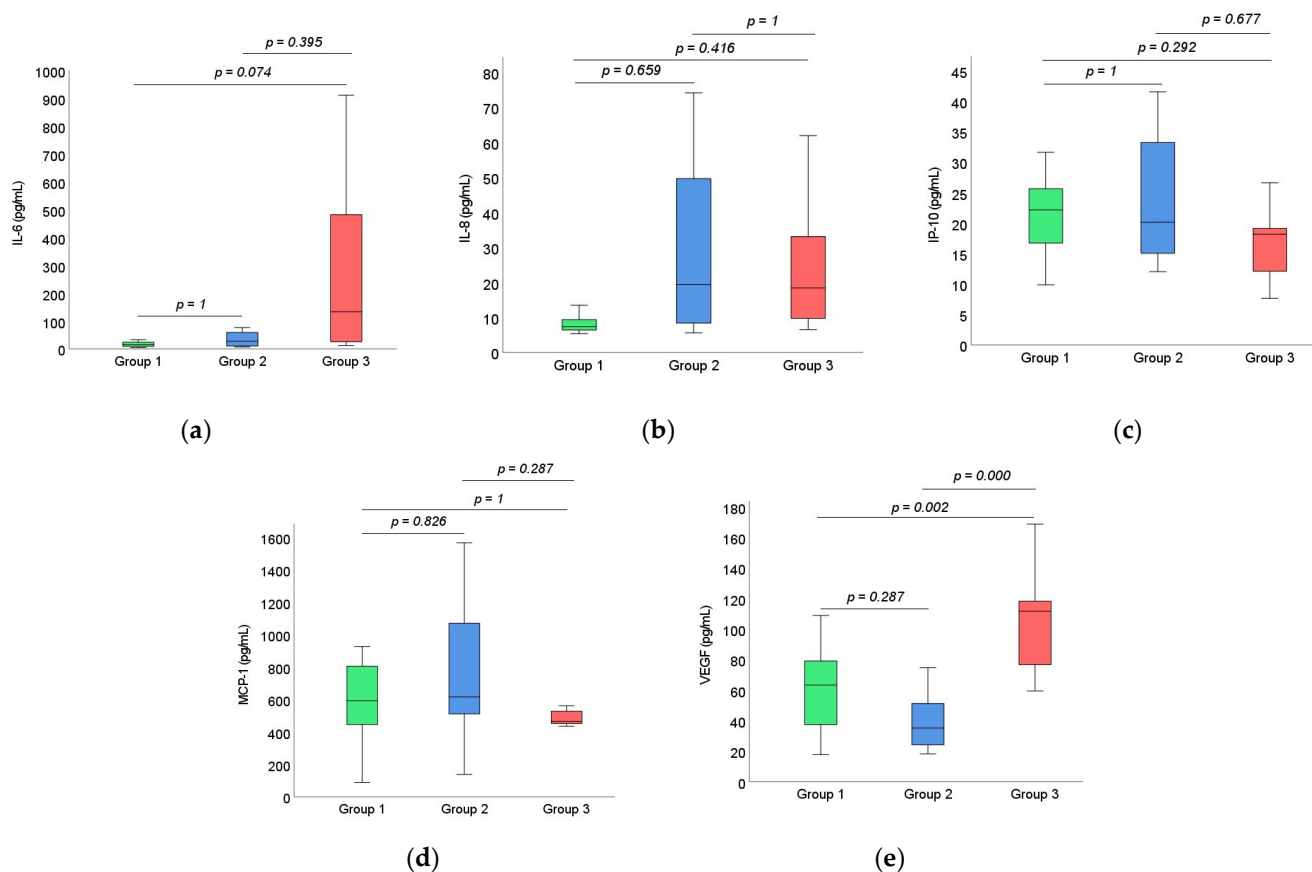 p = 0.395
p = 0.074
p = 1
IL-6 (pg/mL)
1000
900
800
700
600
500
400
300
200
100
0
Group 1 Group 2 Group 3
(a)
p = 1
p = 0.416
p = 0.659
IL-8 (pg/mL)
80
70
60
50
40
30
20
10
0
Group 1 Group 2 Group 3
(b)
p = 0.677
p = 0.292
p = 1
IP-10 (pg/mL)
45
40
35
30
25
20
15
10
5
0
Group 1 Group 2 Group 3
(c)
p = 0.287
p = 1
p = 0.826
MCP-1 (pg/mL)
1600
1400
1200
1000
800
600
400
200
0
Group 1 Group 2 Group 3
(d)
p = 0.000
p = 0.002
p = 0.287
VEGF (pg/mL)
180
160
140
120
100
80
60
40
20
0
Group 1 Group 2 Group 3
(e)